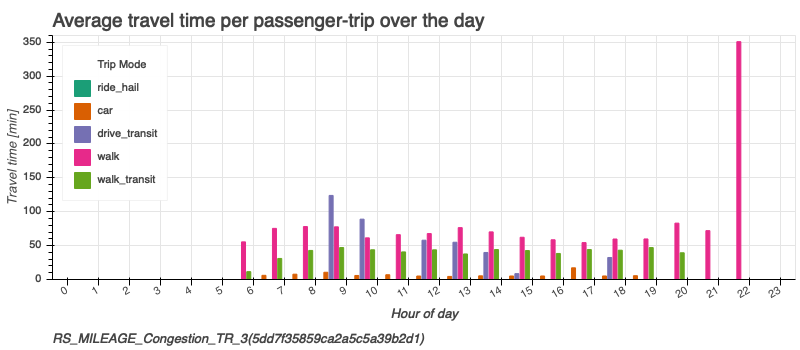 Average travel time per passenger-trip over the day
Travel time [min]
350
300
250
200
150
100
50
0
Trip Mode
ride_hail
car
drive_transit
walk
walk_transit
0 1 2 3 4 5 6 7 8 9 10 11 12 13 14 15 16 17 18 19 20 21 22 23
Hour of day
RS_MILEAGE_Congestion_TR_3(5dd7f35859ca2a5c5a39b2d1)